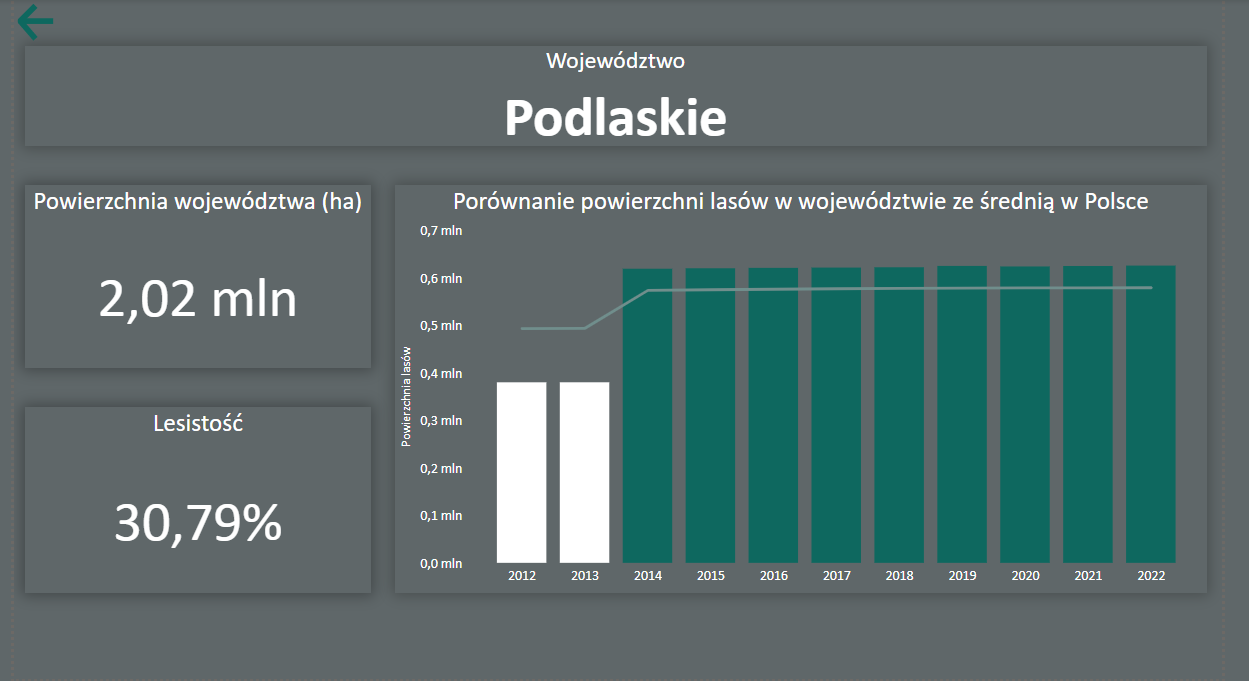 Województwo
Podlaskie
Powierzchnia województwa (ha)
2,02 mln
Lesistość
30,79%
Porównanie powierzchni lasów w województwie ze średnią w Polsce
Powierzchnia lasów
0,7 mln
0,6 mln
0,5 mln
0,4 mln
0,3 mln
0,2 mln
0,1 mln
0,0 mln
2012 2013 2014 2015 2016 2017 2018 2019 2020 2021 2022